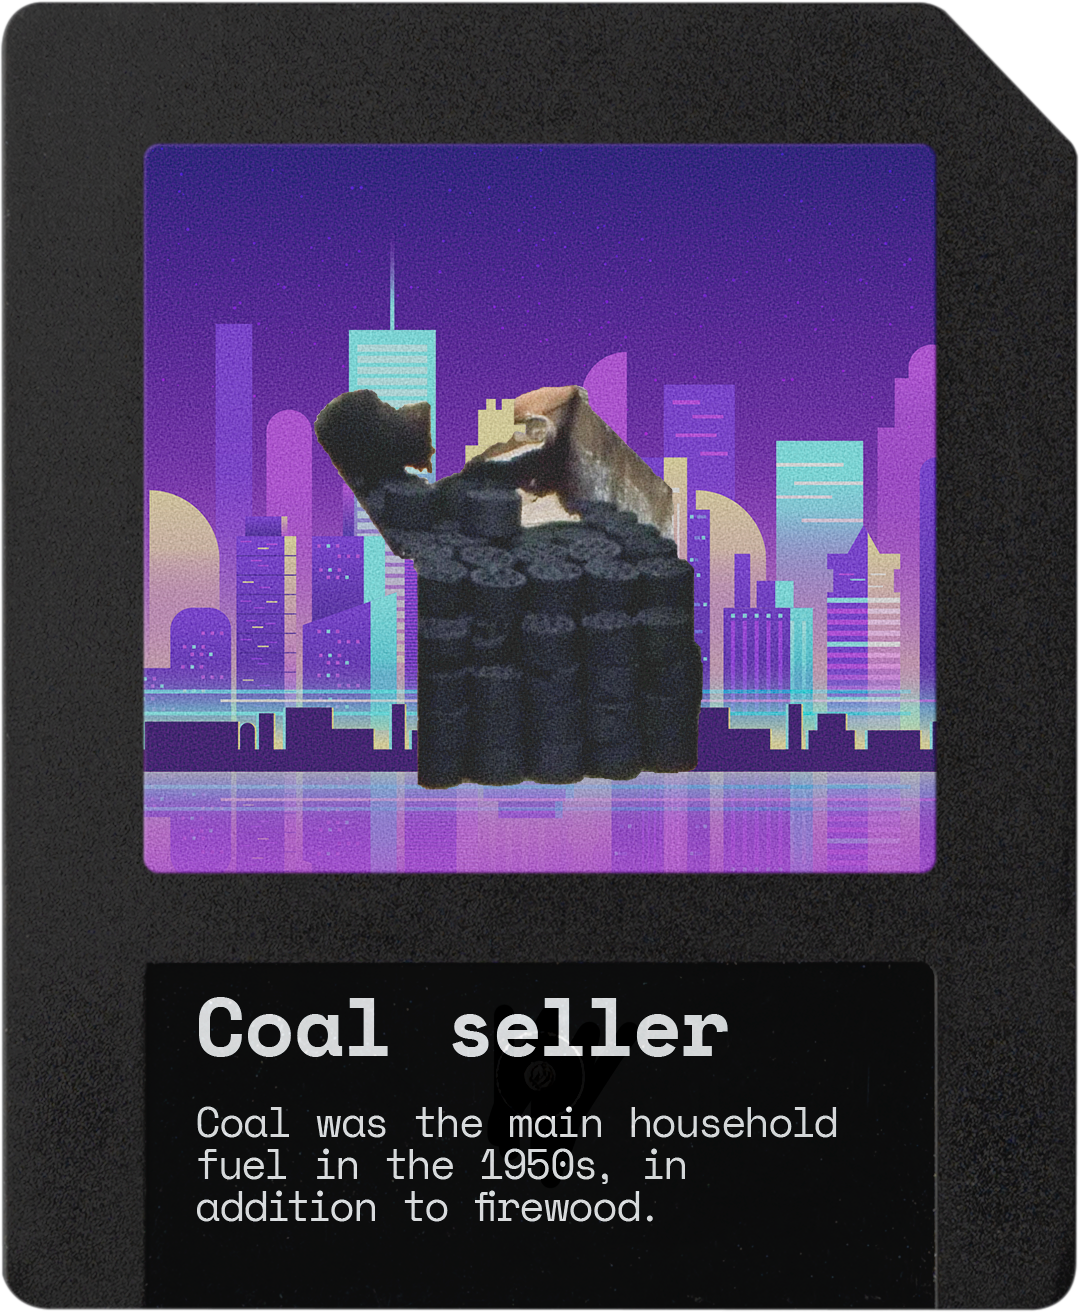 Coal seller
Coal was the main household
fuel in the 1950s, in
addition to firewood.